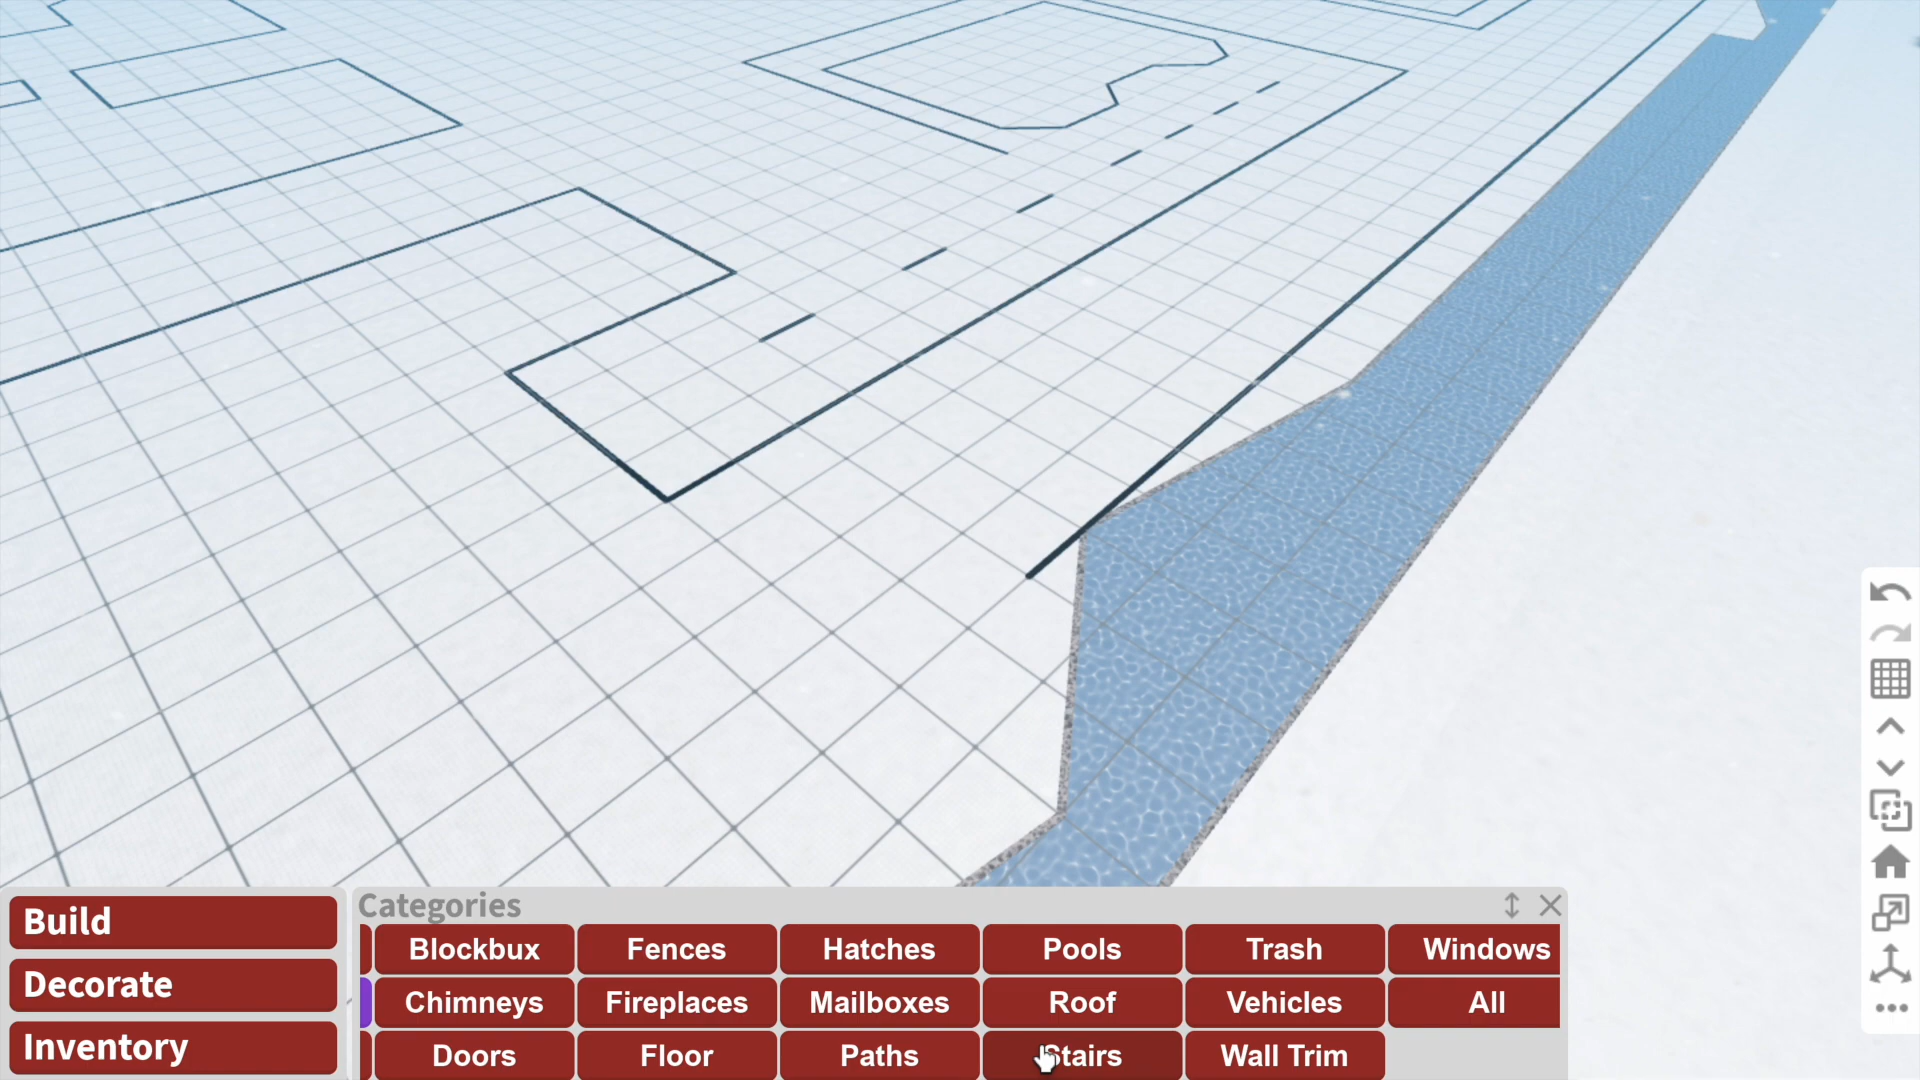 Build
Decorate
Inventory
Categories
Blockbux Fences Hatches Pools Trash Windows
Chimneys Fireplaces Mailboxes Roof Vehicles All
Doors Floor Paths Stairs Wall Trim